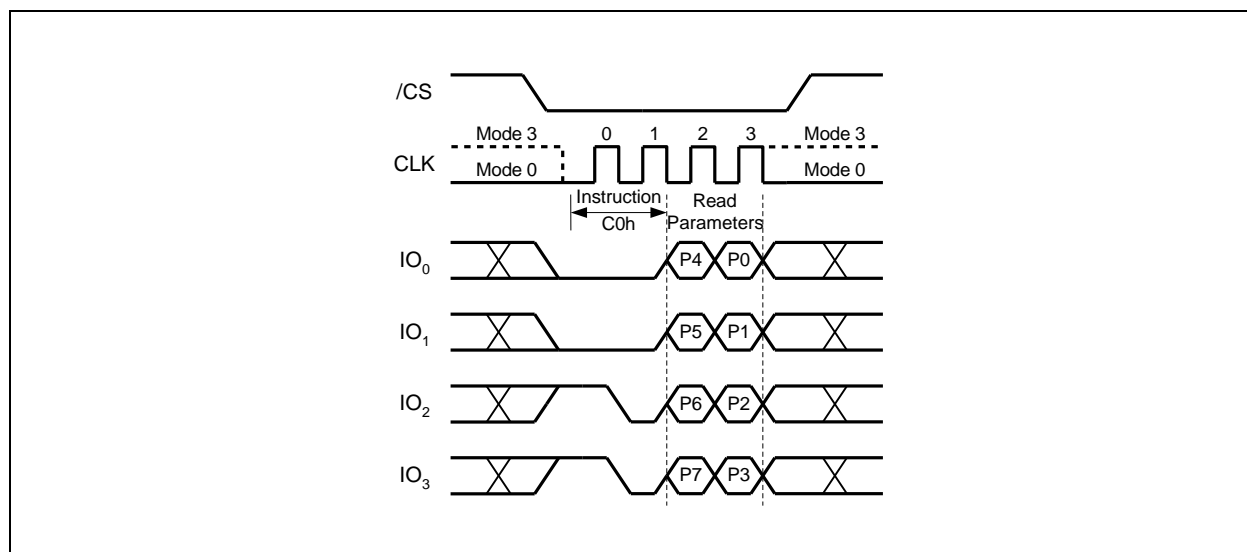 /CS
Mode 3 0 1 2 3 Mode 3
CLK
Mode 0 Mode 0
Instruction Read
C0h Parameters
IO0 P4 P0
IO1 P5 P1
IO2 P6 P2
IO3 P7 P3